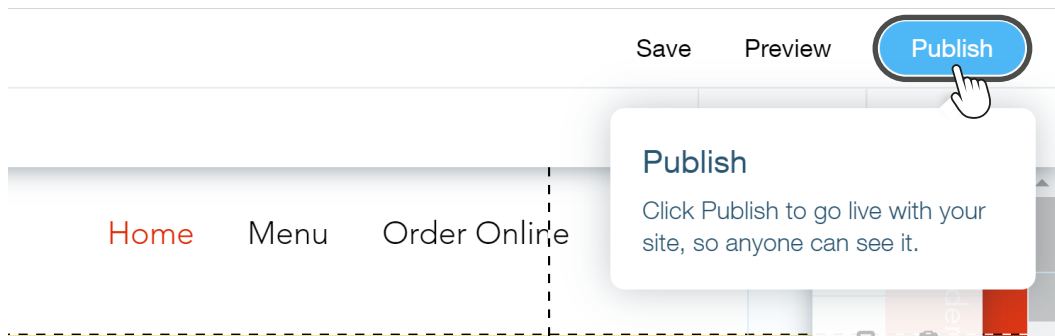 Save Preview Publish
Publish
Click Publish to go live with your
site, so anyone can see it.
Home Menu Order Online